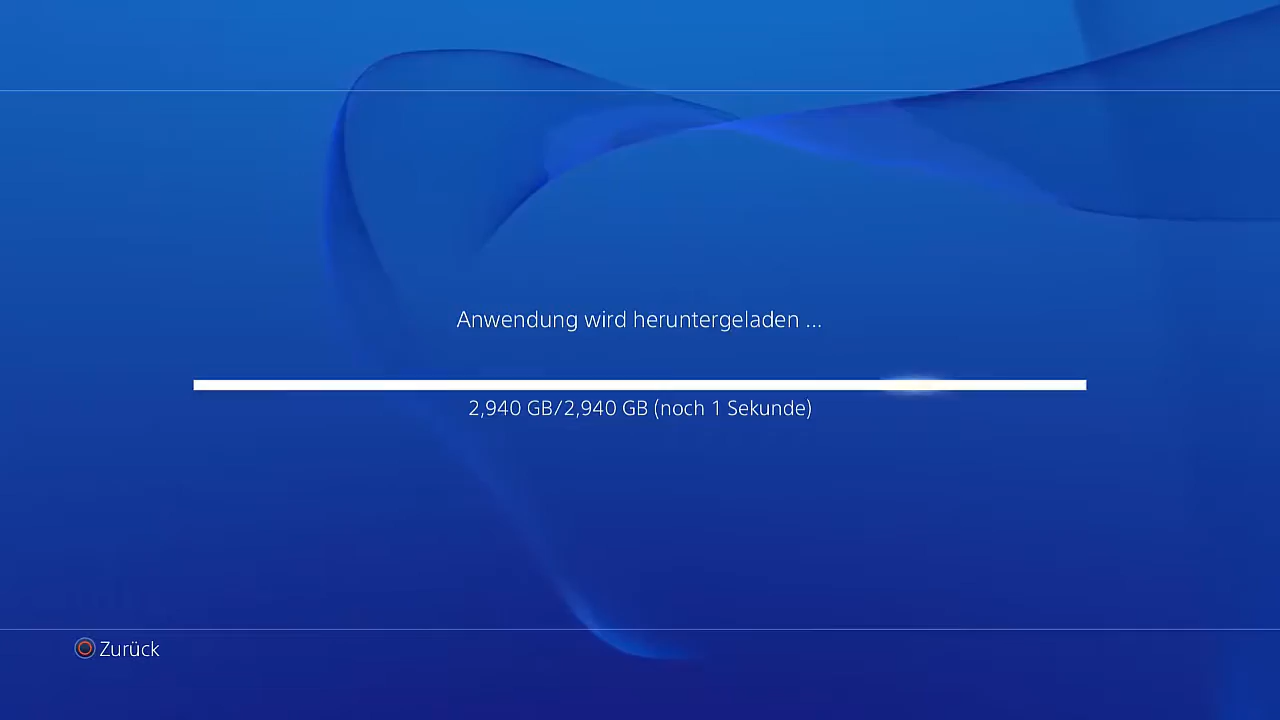 Anwendung wird heruntergeladen ...
2,940 GB/2,940 GB (noch 1 Sekunde)
Zurück